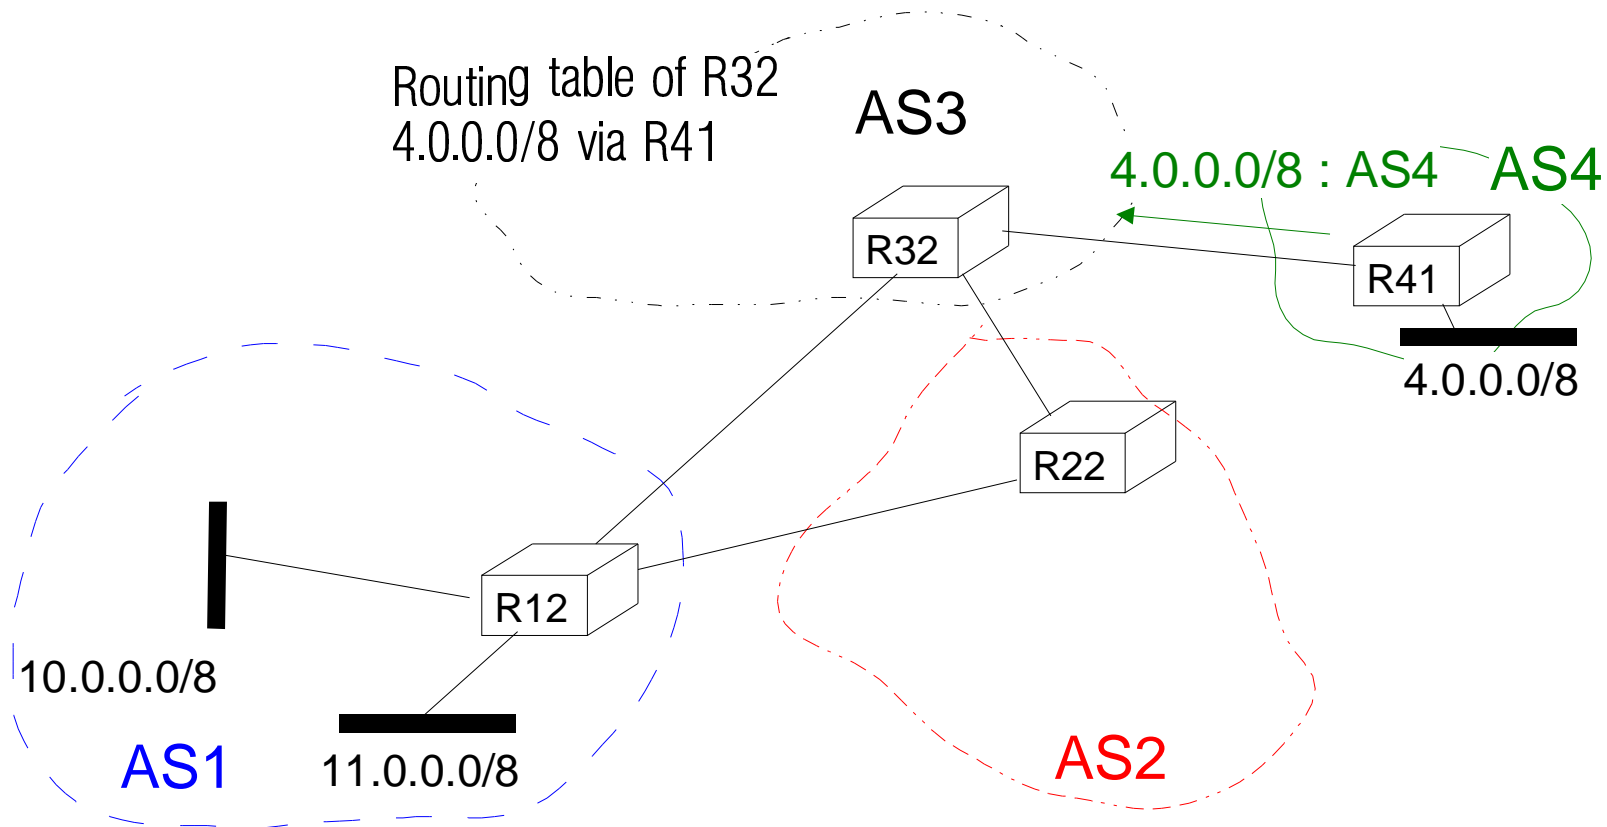 Routing table of R32
4.0.0.0/8 via R41
AS3
4.0.0.0/8 : AS4
AS4
R32
R41
4.0.0.0/8
R22
R12
10.0.0.0/8
11.0.0.0/8
AS1
AS2